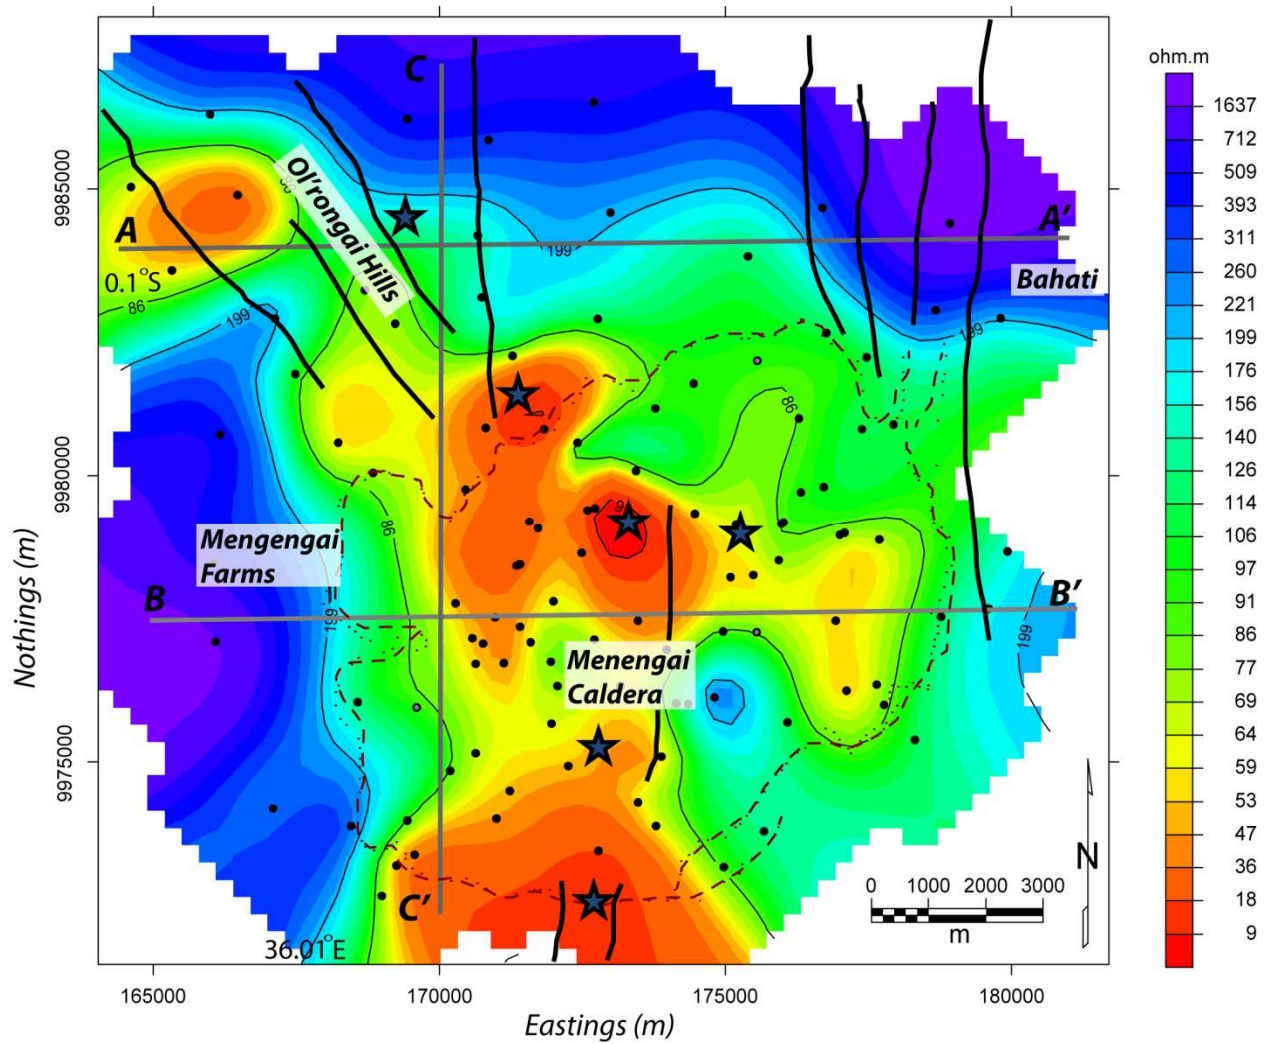 ohm.m
1637
712
509
393
311
260
221
199
176
156
140
126
114
106
97
91
86
77
69
64
59
53
47
36
18
9
C
Ol'rongai Hills
86
A
A'
0.1°S
199
86
199
Bahati
199
86
9
Mengengai
Farms
86
B
B'
199
199
Menengai
Caldera
C'
36.01°E
N
0 1000 2000 3000
m
9985000
9980000
9975000
Nothings (m)
165000 170000 175000 180000
Eastings (m)